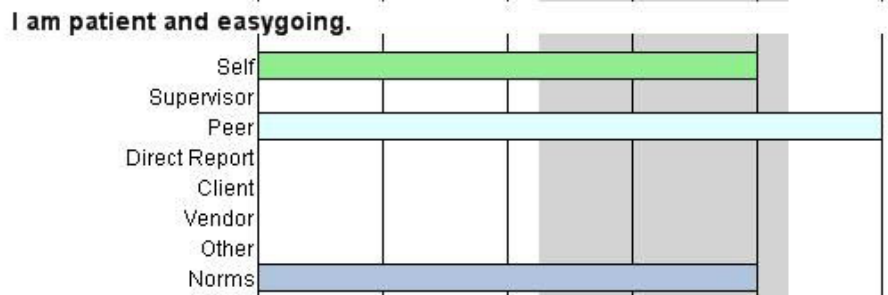 I am patient and easygoing.
Self
Supervisor
Peer
Direct Report
Client
Vendor
Other
Norms